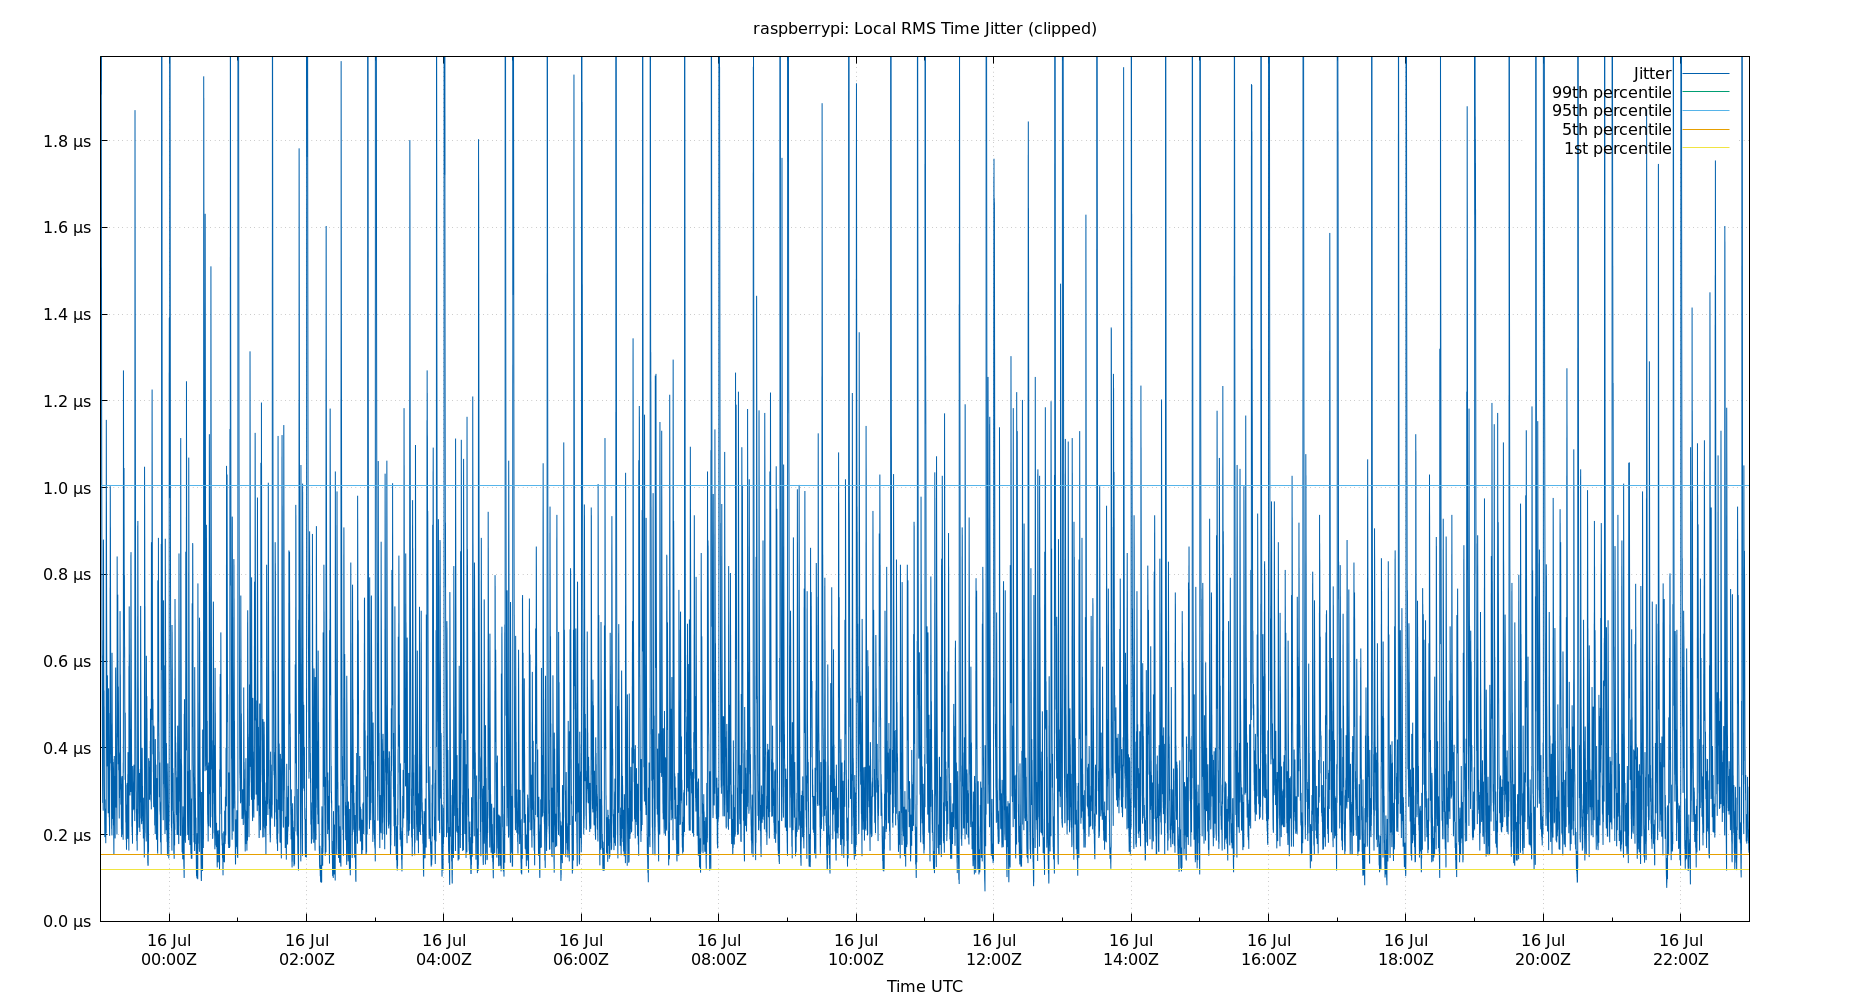 raspberrypi: Local RMS Time Jitter (clipped)
Jitter
99th percentile
95th percentile
5th percentile
1st percentile
1.8 µs
1.6 µs
1.4 µs
1.2 µs
1.0 µs
0.8 µs
0.6 µs
0.4 µs
0.2 µs
0.0 µs
16 Jul 16 Jul 16 Jul 16 Jul 16 Jul 16 Jul 16 Jul 16 Jul 16 Jul 16 Jul 16 Jul 16 Jul
00:00Z 02:00Z 04:00Z 06:00Z 08:00Z 10:00Z 12:00Z 14:00Z 16:00Z 18:00Z 20:00Z 22:00Z
Time UTC